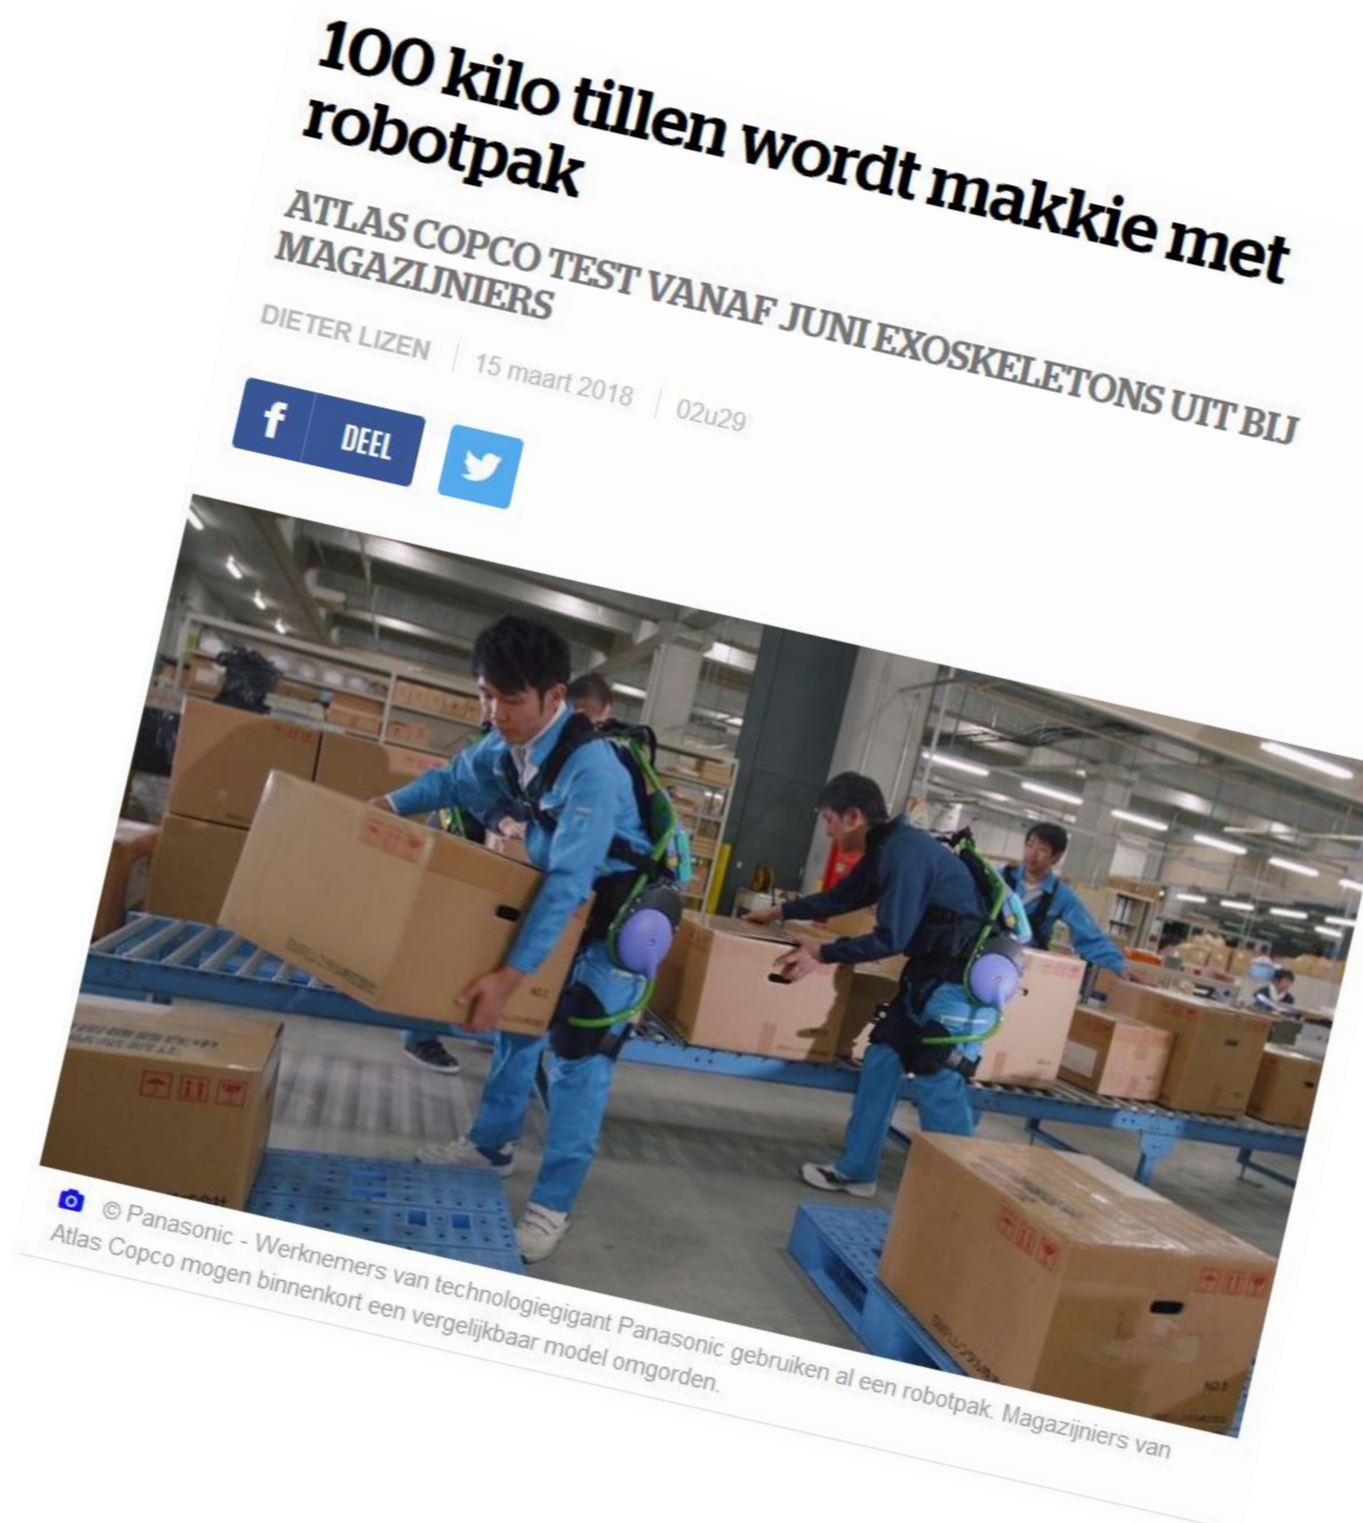 100 kilo tillen wordt makkie met
robotpak
ATLAS COPCO TEST VANAF JUNI EXOSKELETONS UIT BIJ
MAGAZIJNIERS
DIETER LIZEN | 15 maart 2018 | 02u29
f DEEL
© Panasonic - Werknemers van technologiegigant Panasonic gebruiken al een robotpak. Magazijniers van
Atlas Copco mogen binnenkort een vergelijkbaar model omgorden.
NO.3